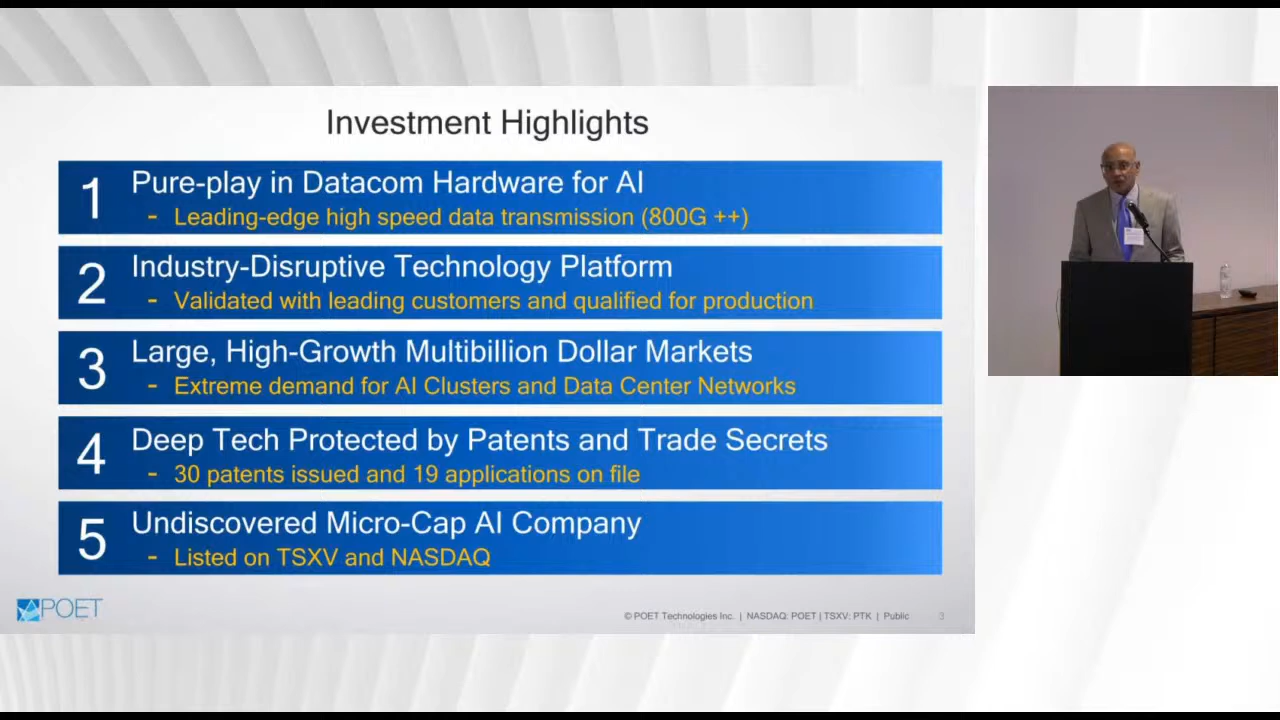 Investment Highlights
1
Pure-play in Datacom Hardware for AI
- Leading-edge high speed data transmission (800G ++)
2
Industry-Disruptive Technology Platform
- Validated with leading customers and qualified for production
3
Large, High-Growth Multibillion Dollar Markets
- Extreme demand for AI Clusters and Data Center Networks
4
Deep Tech Protected by Patents and Trade Secrets
- 30 patents issued and 19 applications on file
5
Undiscovered Micro-Cap AI Company
- Listed on TSXV and NASDAQ
POET
© POET Technologies Inc. | NASDAQ: POET | TSXV: PTK | Public 3